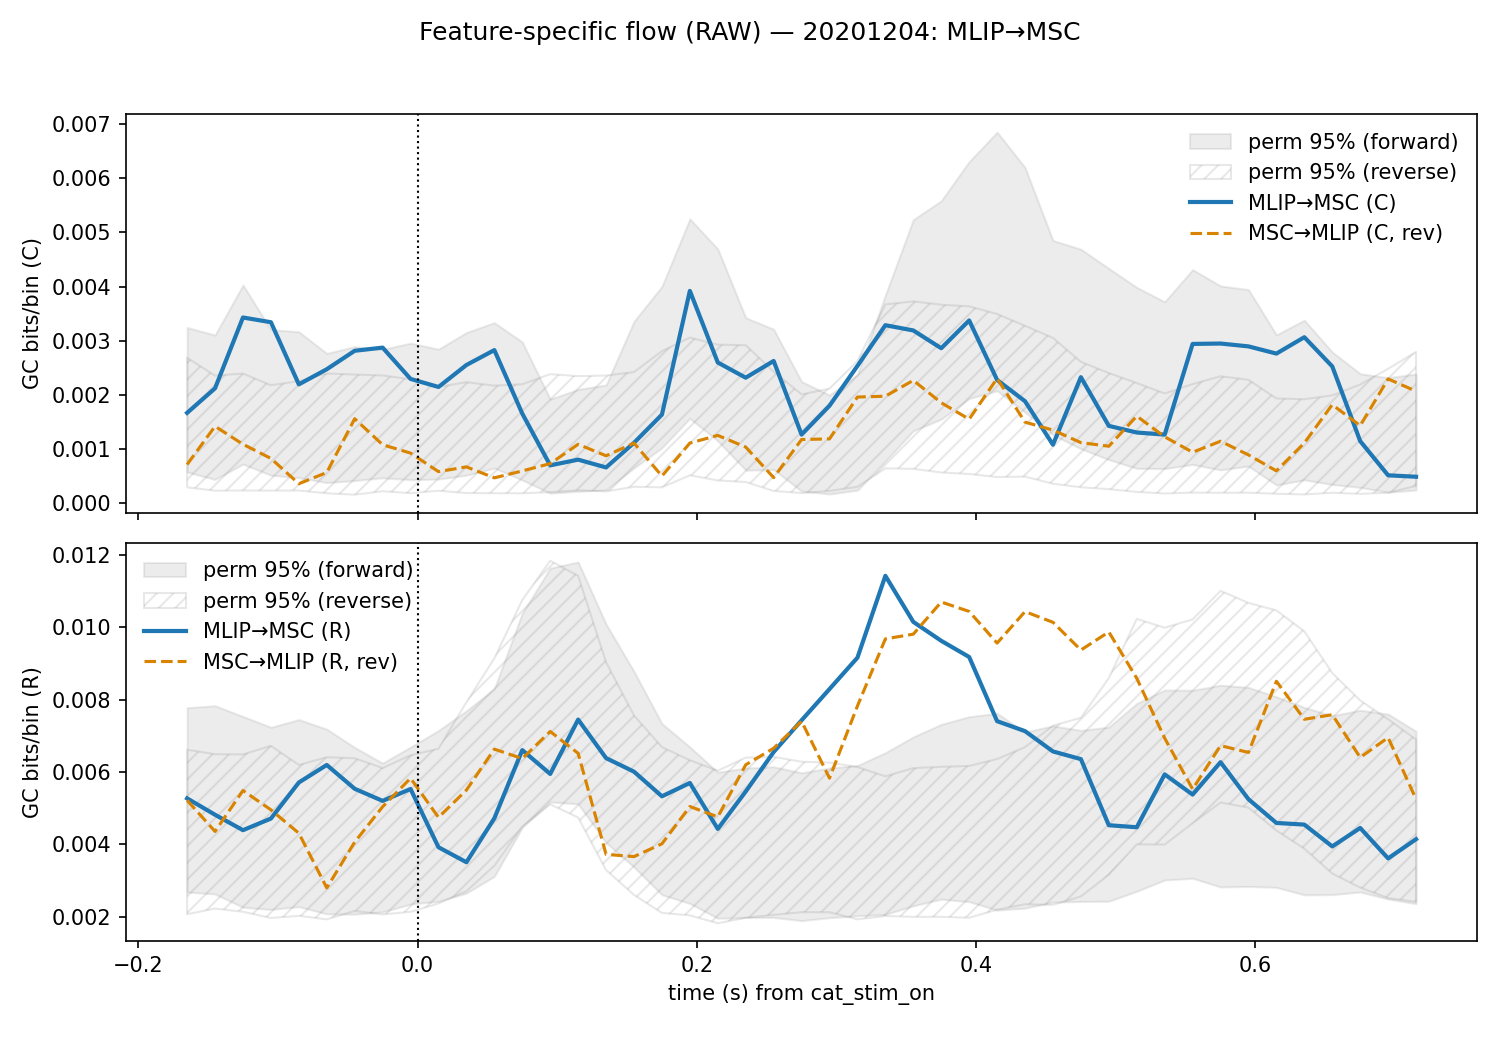 Feature-specific flow (RAW) — 20201204: MLIP→MSC
GC bits/bin (C)
0.007
0.006
0.005
0.004
0.003
0.002
0.001
0.000
perm 95% (forward)
perm 95% (reverse)
MLIP→MSC (C)
MSC→MLIP (C, rev)
GC bits/bin (R)
0.012
0.010
0.008
0.006
0.004
0.002
perm 95% (forward)
perm 95% (reverse)
MLIP→MSC (R)
MSC→MLIP (R, rev)
−0.2
0.0
0.2
0.4
0.6
time (s) from cat_stim_on